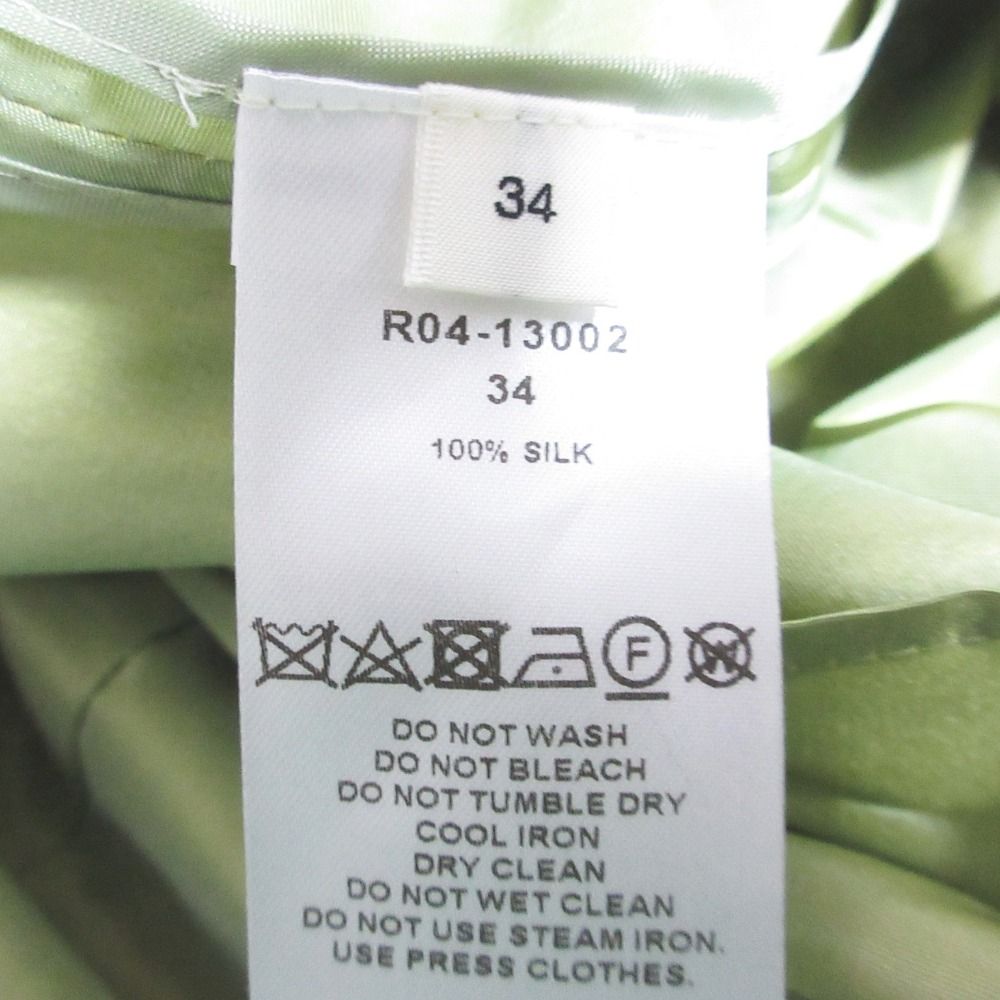 34
R04-13002
34
100% SILK
F W
DO NOT WASH
DO NOT BLEACH
DO NOT TUMBLE DRY
COOL IRON
DRY CLEAN
DO NOT WET CLEAN
DO NOT USE STEAM IRON.
USE PRESS CLOTHES.